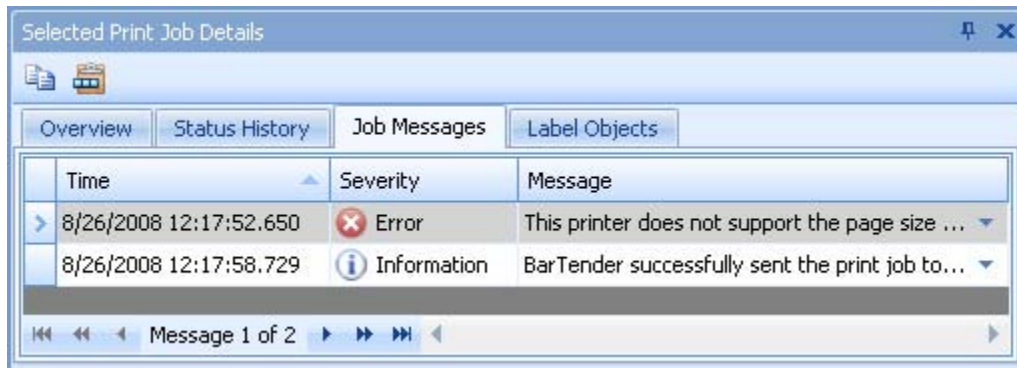 Selected Print Job Details
Overview Status History Job Messages Label Objects
Time Severity Message
8/26/2008 12:17:52.650 Error This printer does not support the page size ...
8/26/2008 12:17:58.729 Information BarTender successfully sent the print job to...
Message 1 of 2